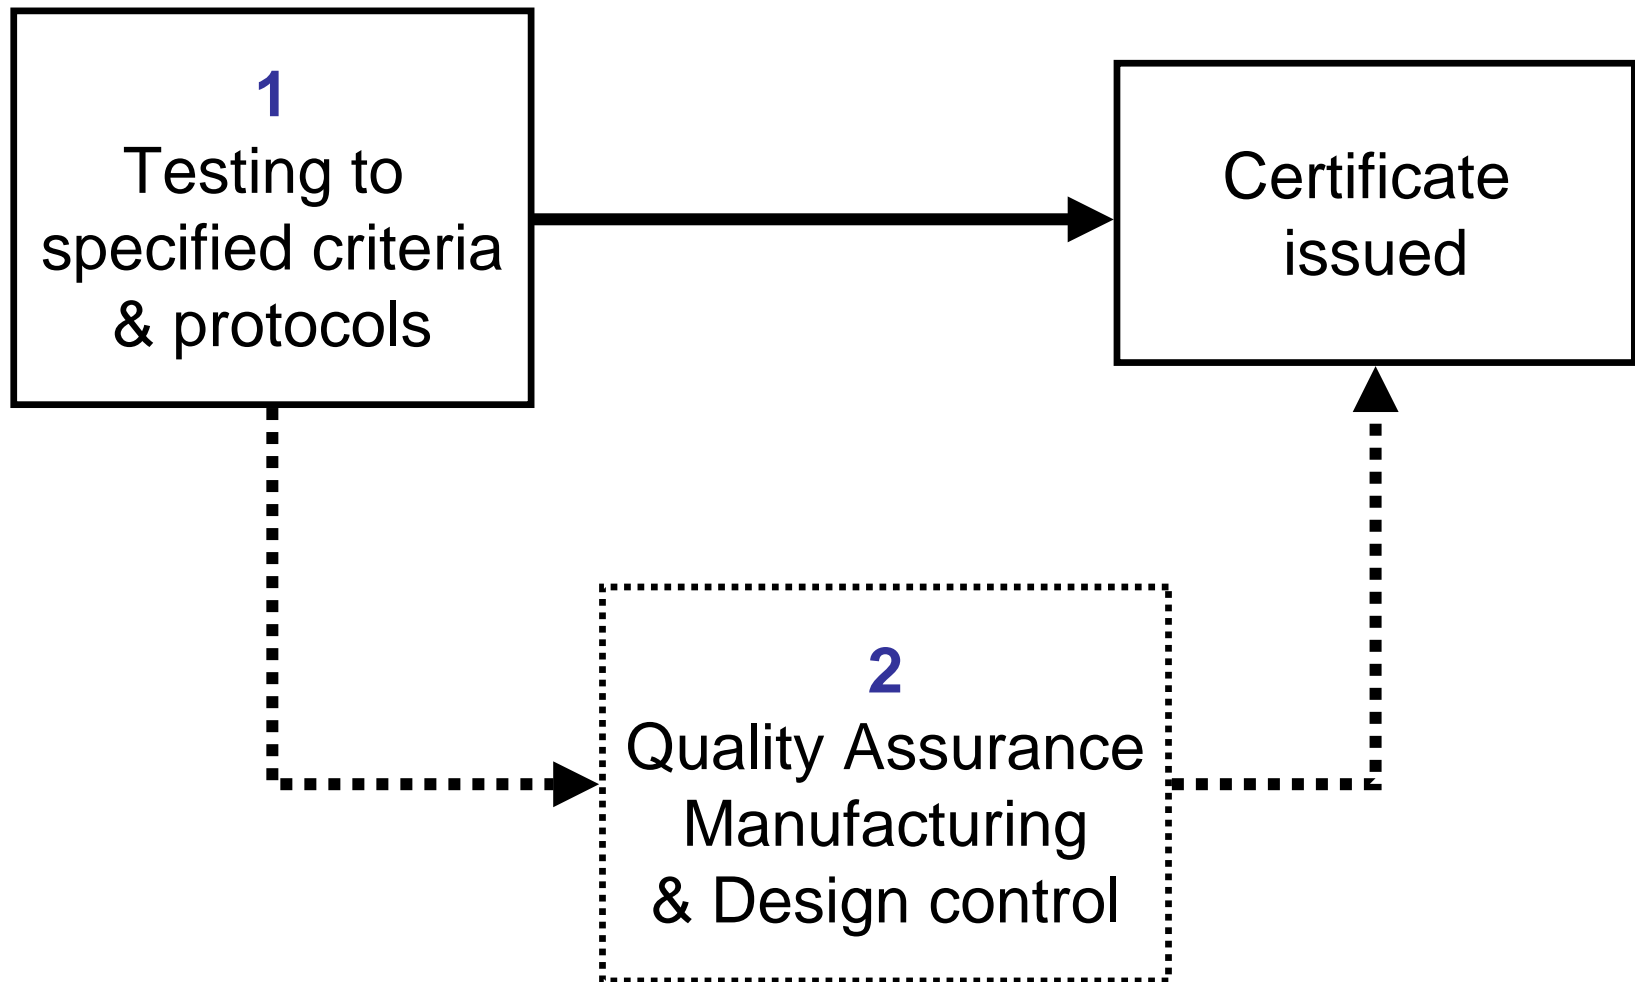 1
Testing to
specified criteria
& protocols
Certificate
issued
2
Quality Assurance
Manufacturing
& Design control